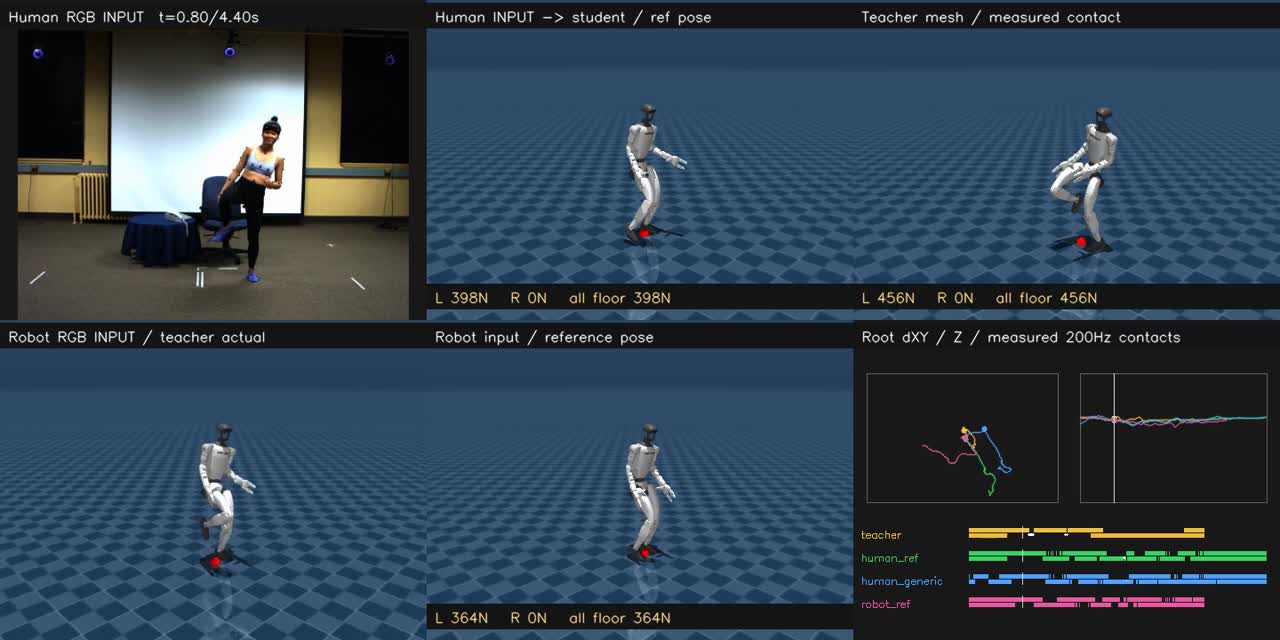 Human RGB INPUT t=0.80/4.40s
Human INPUT -> student / ref pose
Teacher mesh / measured contact
L 398N R 0N all floor 398N
L 456N R 0N all floor 456N
Robot RGB INPUT / teacher actual
Robot input / reference pose
Root dXY / Z / measured 200Hz contacts
teacher
human_ref
human_generic
robot_ref
L 364N R 0N all floor 364N